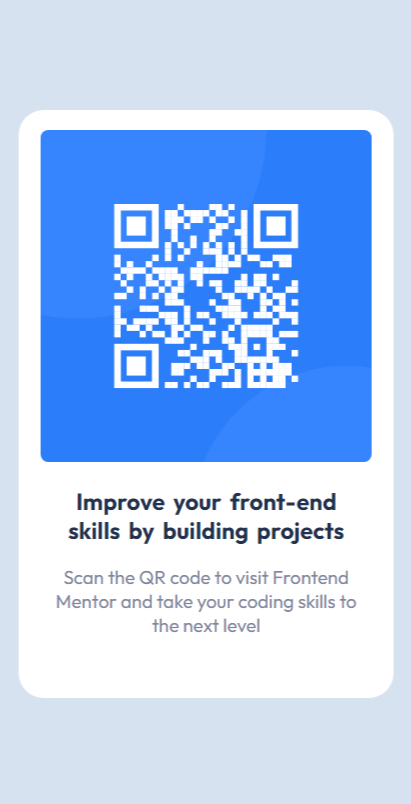 Improve your front-end
skills by building projects
Scan the QR code to visit Frontend
Mentor and take your coding skills to
the next level